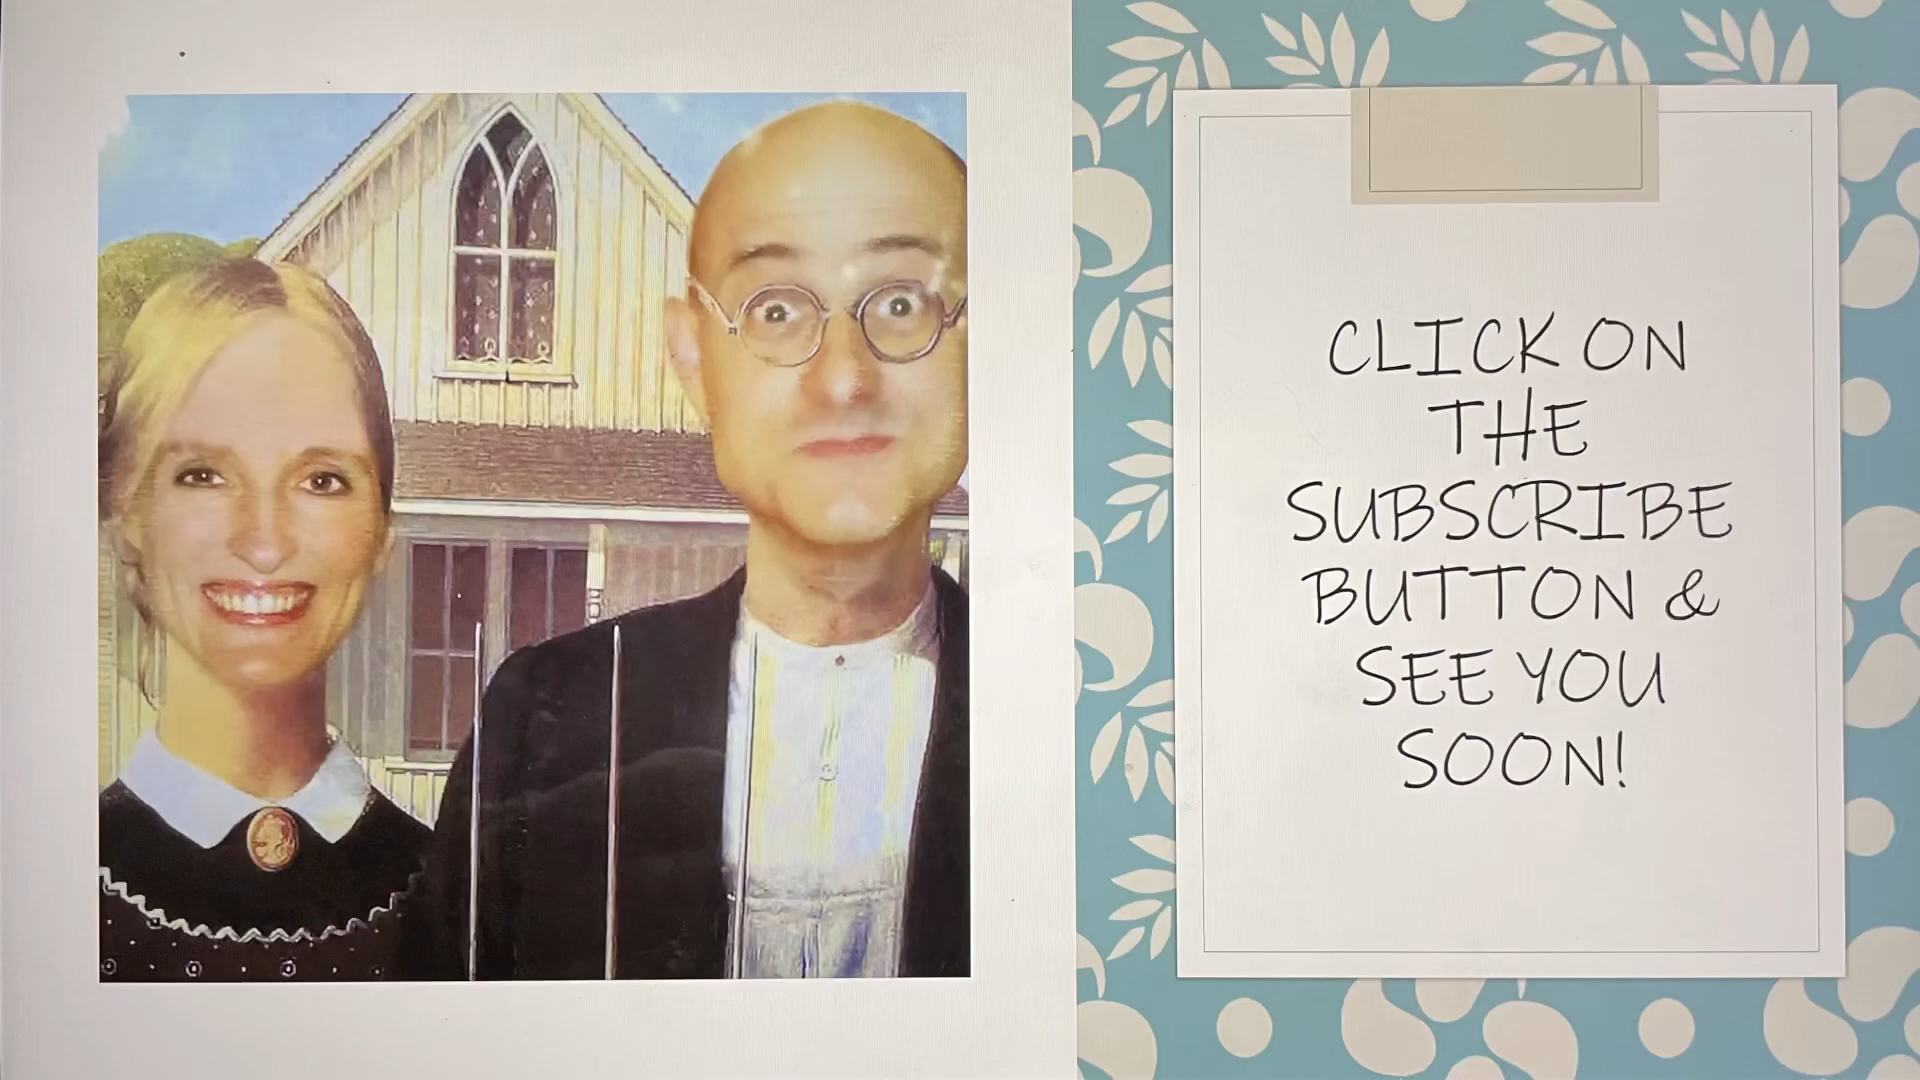 CLICK ON
THE
SUBSCRIBE
BUTTON &
SEE YOU
SOON!